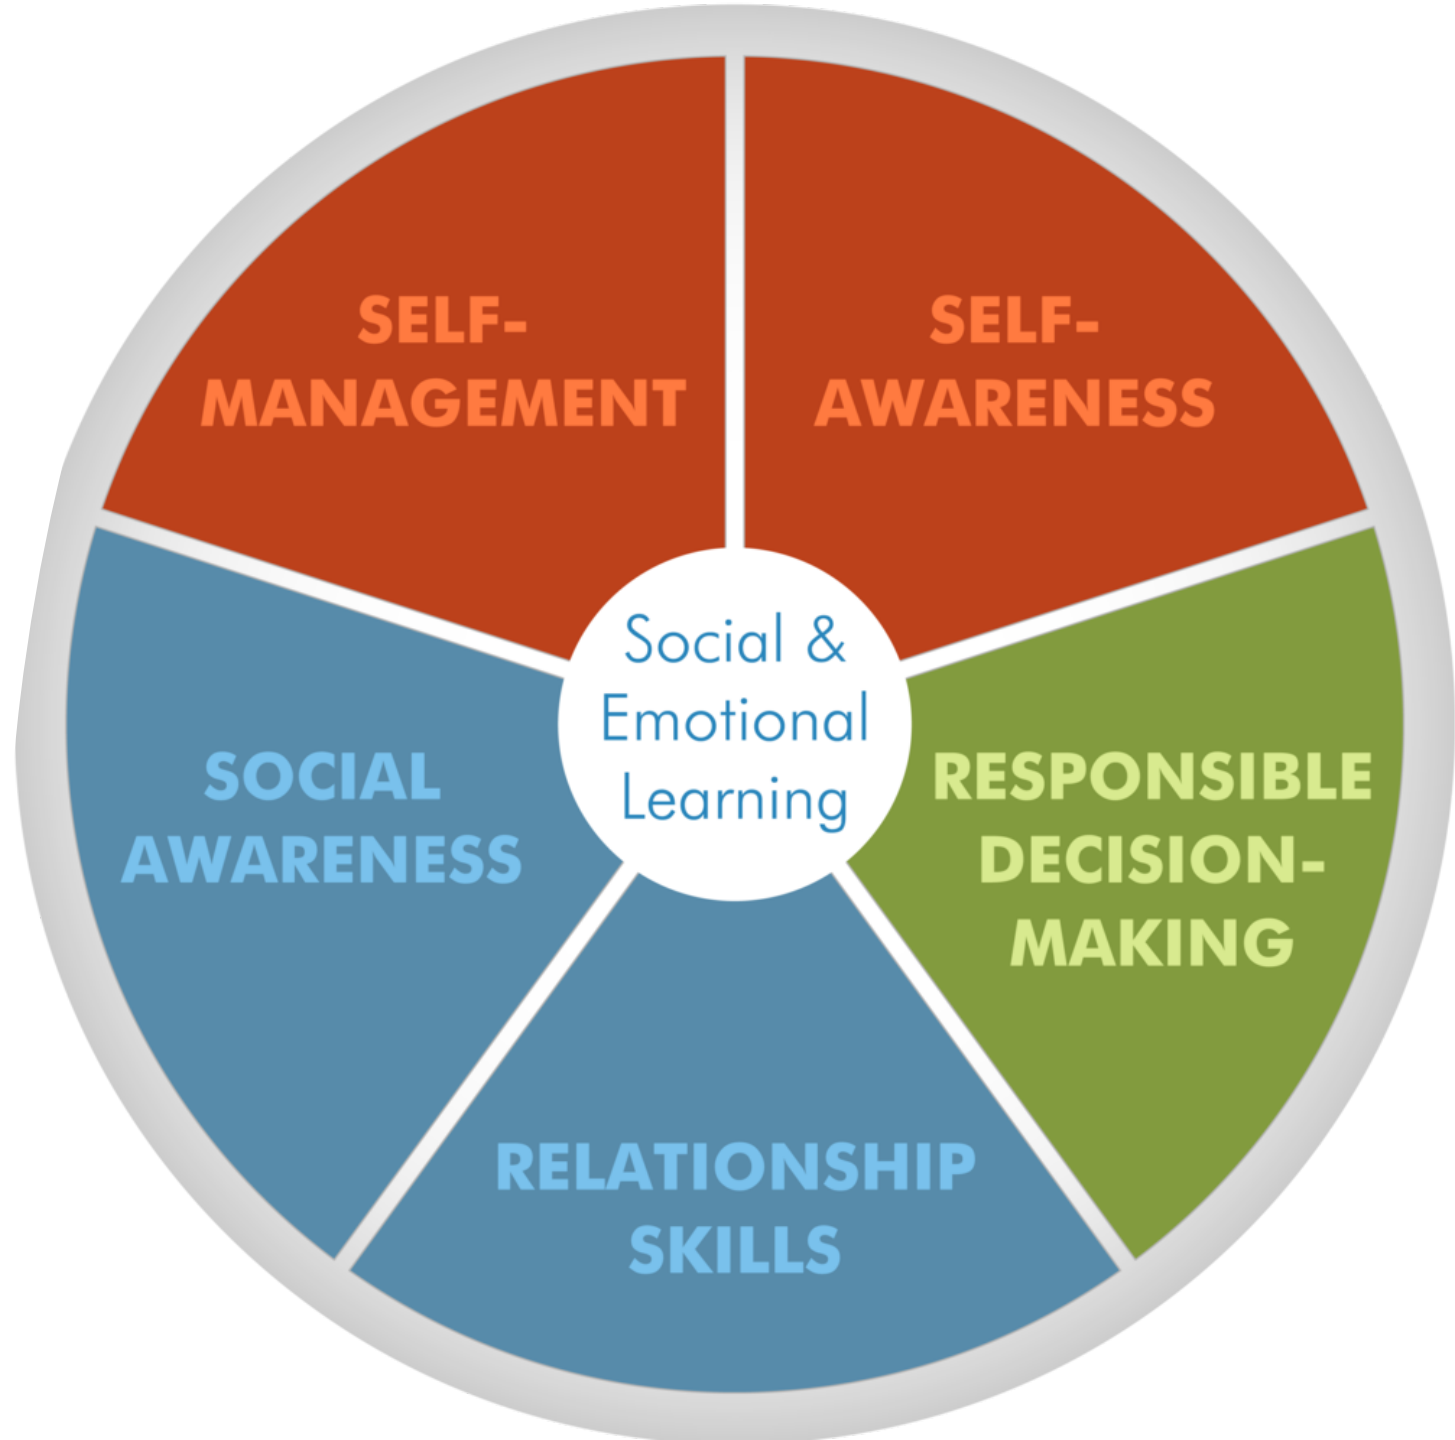 SELF-
MANAGEMENT
SELF-
AWARENESS
Social &
Emotional
Learning
SOCIAL
AWARENESS
RESPONSIBLE
DECISION-
MAKING
RELATIONSHIP
SKILLS